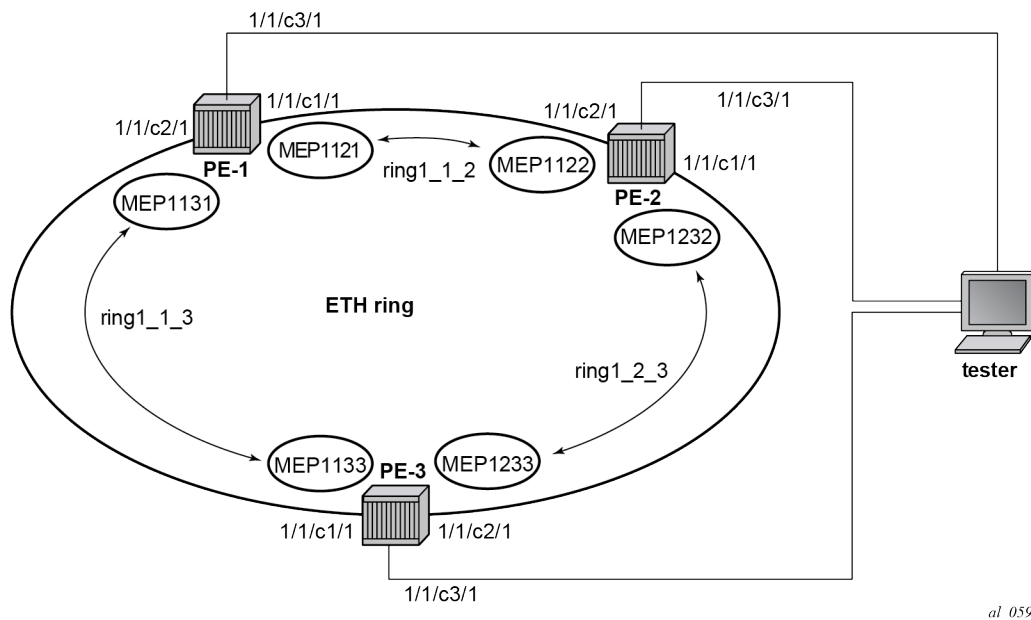 1/1/c3/1
1/1/c1/1
1/1/c2/1
PE-1
MEP1121
ring1_1_2
MEP1122
1/1/c2/1
1/1/c3/1
PE-2
1/1/c1/1
MEP1131
MEP1232
ETH ring
ring1_1_3
ring1_2_3
tester
MEP1133
PE-3
MEP1233
1/1/c1/1
1/1/c2/1
1/1/c3/1
al_059